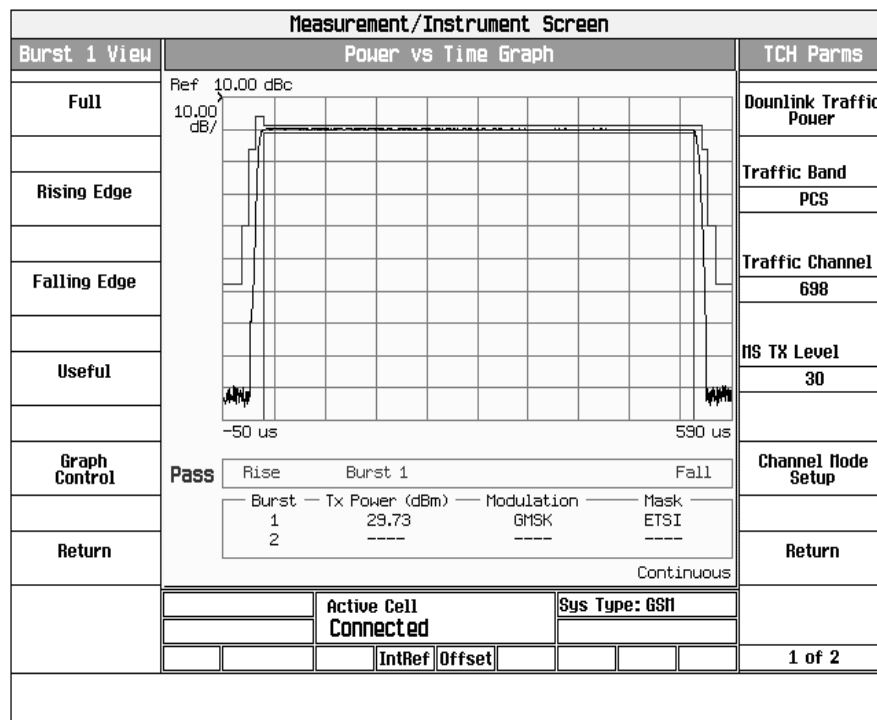 Measurement/Instrument Screen
Burst 1 View
Power vs Time Graph
TCH Parms
Full
Rising Edge
Falling Edge
Useful
Graph
Control
Return
Ref 10.00 dBc
10.00
dB/
-50 us
590 us
Pass
Rise
Burst 1
Fall
Burst Tx Power (dBm) Modulation Mask
1 29.73 GMSK ETSI
2 ---- ---- ----
Continuous
Downlink Traffic
Power
Traffic Band
PCS
Traffic Channel
698
MS TX Level
30
Channel Mode
Setup
Return
1 of 2
Active Cell
Connected
Sys Type: GSM
IntRef
Offset